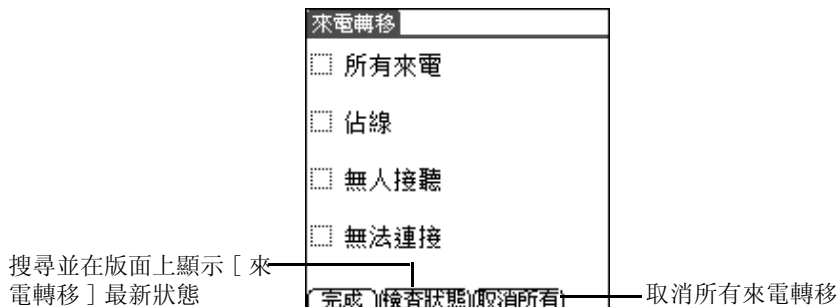 來電轉移
所有來電
佔線
無人接聽
無法連接
搜尋並在版面上顯示［來
電轉移］最新狀態
完成 檢查狀態 取消所有
取消所有來電轉移